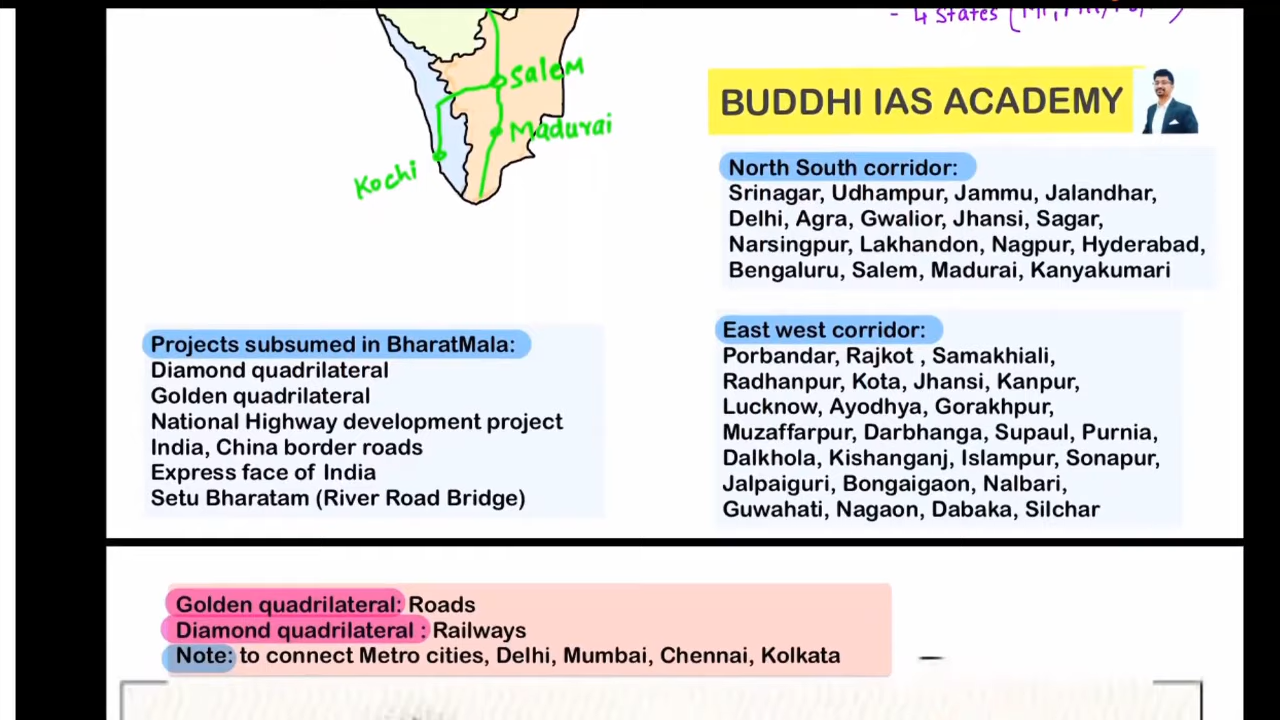 - 4 States (
Salem
Madurai
Kochi
BUDDHI IAS ACADEMY
North South corridor:
Srinagar, Udhampur, Jammu, Jalandhar,
Delhi, Agra, Gwalior, Jhansi, Sagar,
Narsingpur, Lakhandon, Nagpur, Hyderabad,
Bengaluru, Salem, Madurai, Kanyakumari
Projects subsumed in BharatMala:
Diamond quadrilateral
Golden quadrilateral
National Highway development project
India, China border roads
Express face of India
Setu Bharatam (River Road Bridge)
East west corridor:
Porbandar, Rajkot , Samakhiali,
Radhanpur, Kota, Jhansi, Kanpur,
Lucknow, Ayodhya, Gorakhpur,
Muzaffarpur, Darbhanga, Supaul, Purnia,
Dalkhola, Kishanganj, Islampur, Sonapur,
Jalpaiguri, Bongaigaon, Nalbari,
Guwahati, Nagaon, Dabaka, Silchar
Golden quadrilateral: Roads
Diamond quadrilateral : Railways
Note: to connect Metro cities, Delhi, Mumbai, Chennai, Kolkata